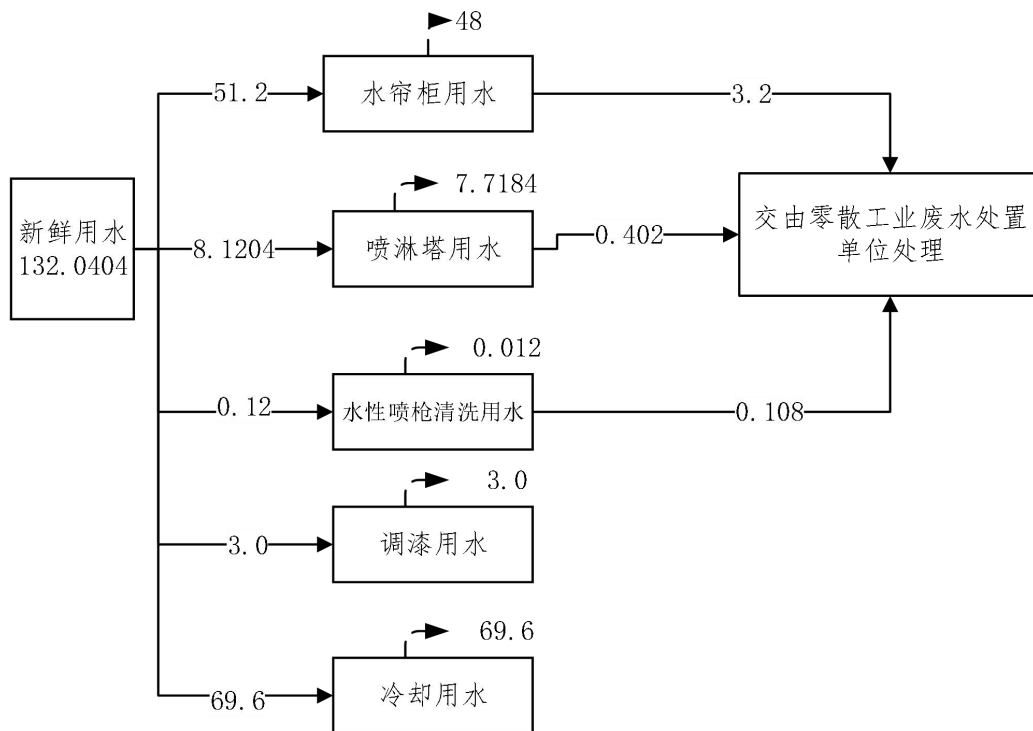 48
51.2
水帘柜用水
3.2
新鲜用水
132.0404
7.7184
8.1204
喷淋塔用水
0.402
交由零散工业废水处置
单位处理
0.012
0.12
水性喷枪清洗用水
0.108
3.0
3.0
调漆用水
69.6
69.6
冷却用水